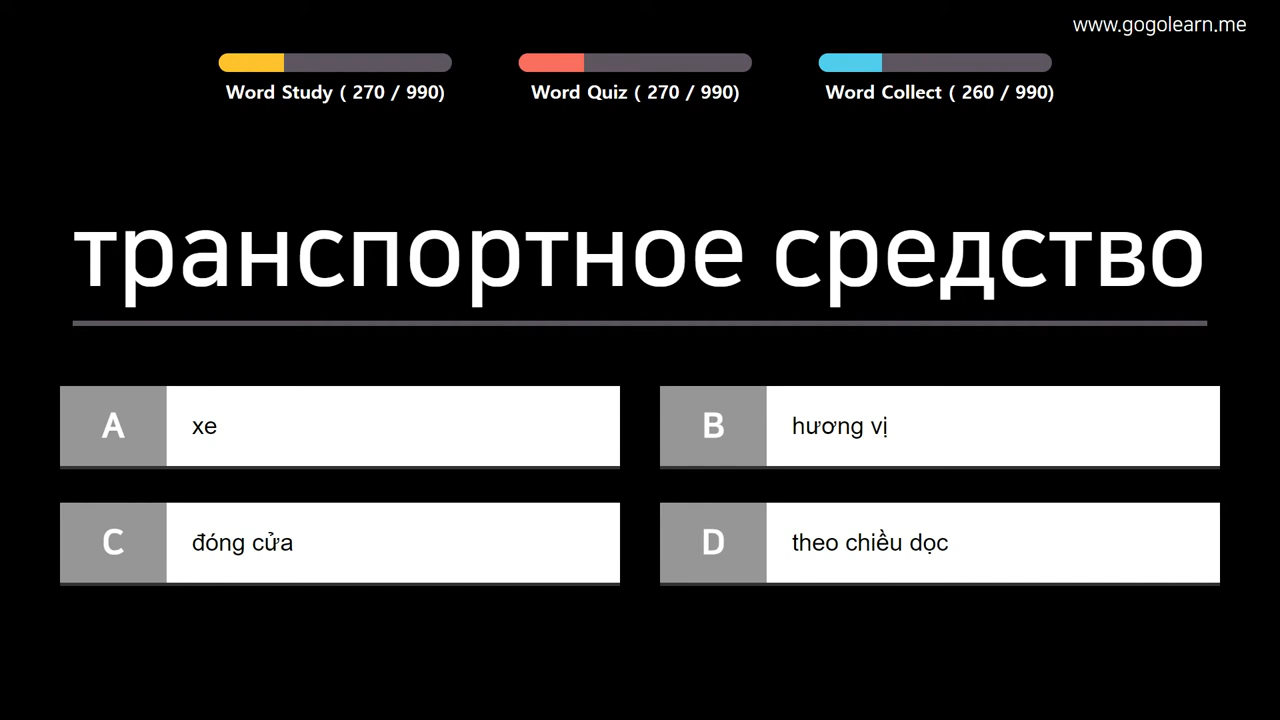 www.gogolearn.me
Word Study ( 270 / 990)
Word Quiz ( 270 / 990)
Word Collect ( 260 / 990)
транспортное средство
A xe
B hương vị
C đóng cửa
D theo chiều dọc